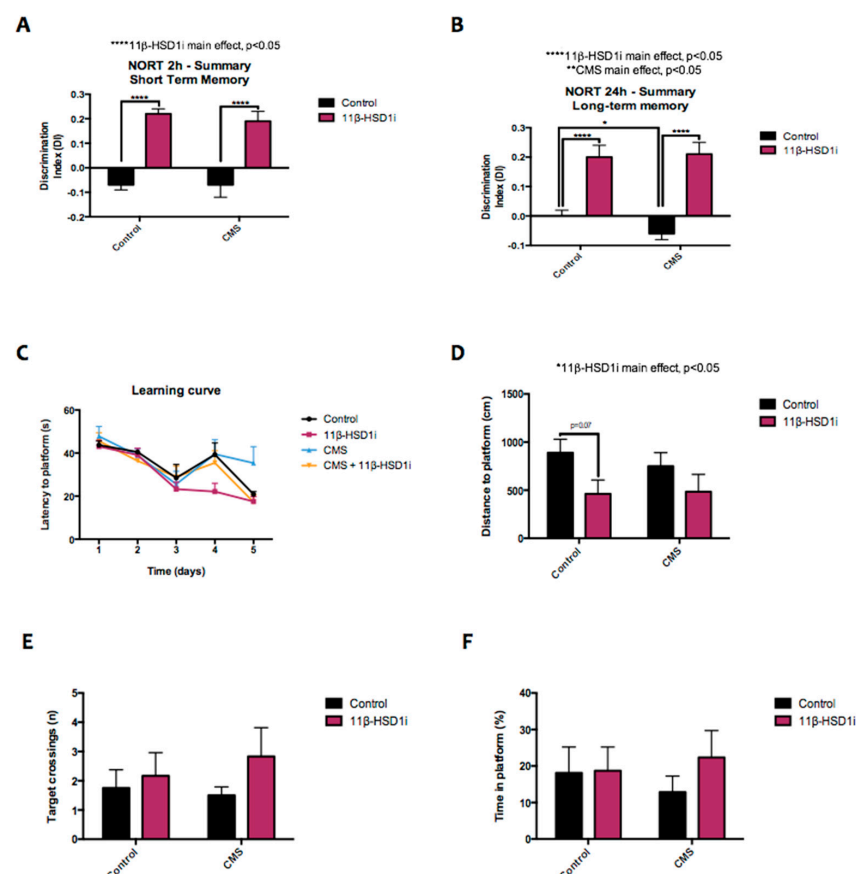 A
****11β-HSD1i main effect, p<0.05
NORT 2h - Summary
Short Term Memory
Control
11β-HSD1i
Discrimination
Index (DI)
0.3
0.2
0.1
0.0
-0.1
-0.2
****
****
Control
CMS
B
****11β-HSD1i main effect, p<0.05
**CMS main effect, p<0.05
NORT 24h - Summary
Long-term memory
Control
11β-HSD1i
Discrimination
Index (DI)
0.3
0.2
0.1
0.0
-0.1
*
****
****
Control
CMS
C
Learning curve
Control
11β-HSD1i
CMS
CMS + 11β-HSD1i
Latency to platform (s)
60
40
20
0
1 2 3 4 5
Time (days)
D
*11β-HSD1i main effect, p<0.05
Control
11β-HSD1i
Distance to platform (cm)
1500
1000
500
0
p=0.07
Control
CMS
E
Control
11β-HSD1i
Target crossings (n)
5
4
3
2
1
0
Control
CMS
F
Control
11β-HSD1i
Time in platform (%)
40
30
20
10
0
Control
CMS